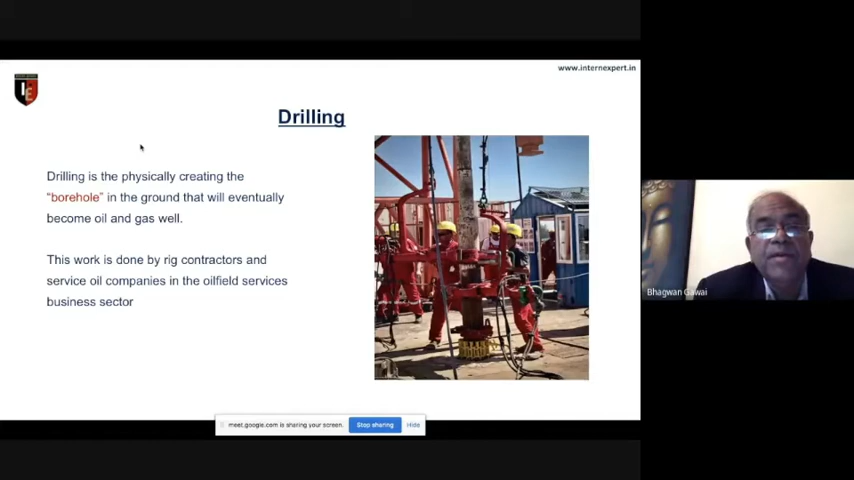 www.internexpert.in
IE
Drilling
Drilling is the physically creating the
“borehole” in the ground that will eventually
become oil and gas well.
This work is done by rig contractors and
service oil companies in the oilfield services
business sector
Bhagwan Gawai
meet.google.com is sharing your screen.
Stop sharing
Hide